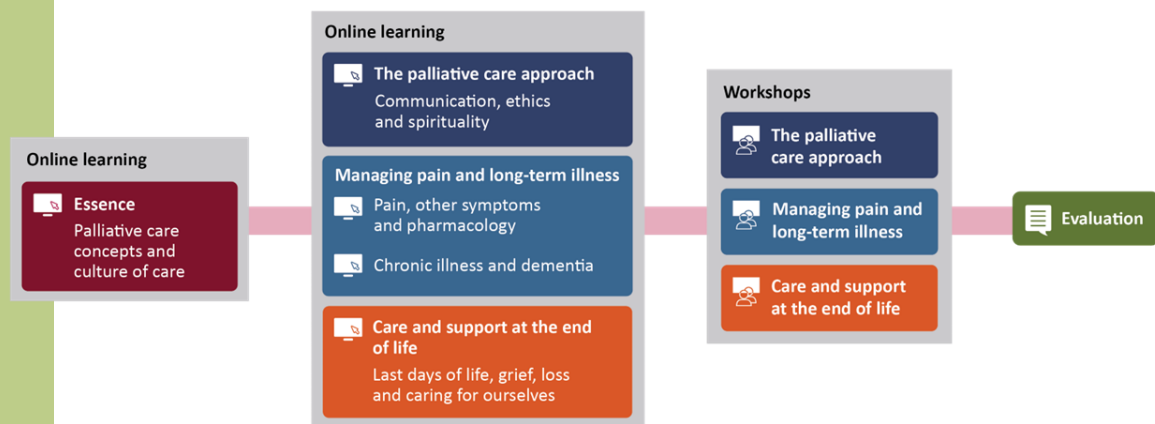 Online learning
Essence
Palliative care
concepts and
culture of care
Online learning
The palliative care approach
Communication, ethics
and spirituality
Managing pain and long-term illness
Pain, other symptoms
and pharmacology
Chronic illness and dementia
Care and support at the end
of life
Last days of life, grief, loss
and caring for ourselves
Workshops
The palliative
care approach
Managing pain and
long-term illness
Care and support
at the end of life
Evaluation